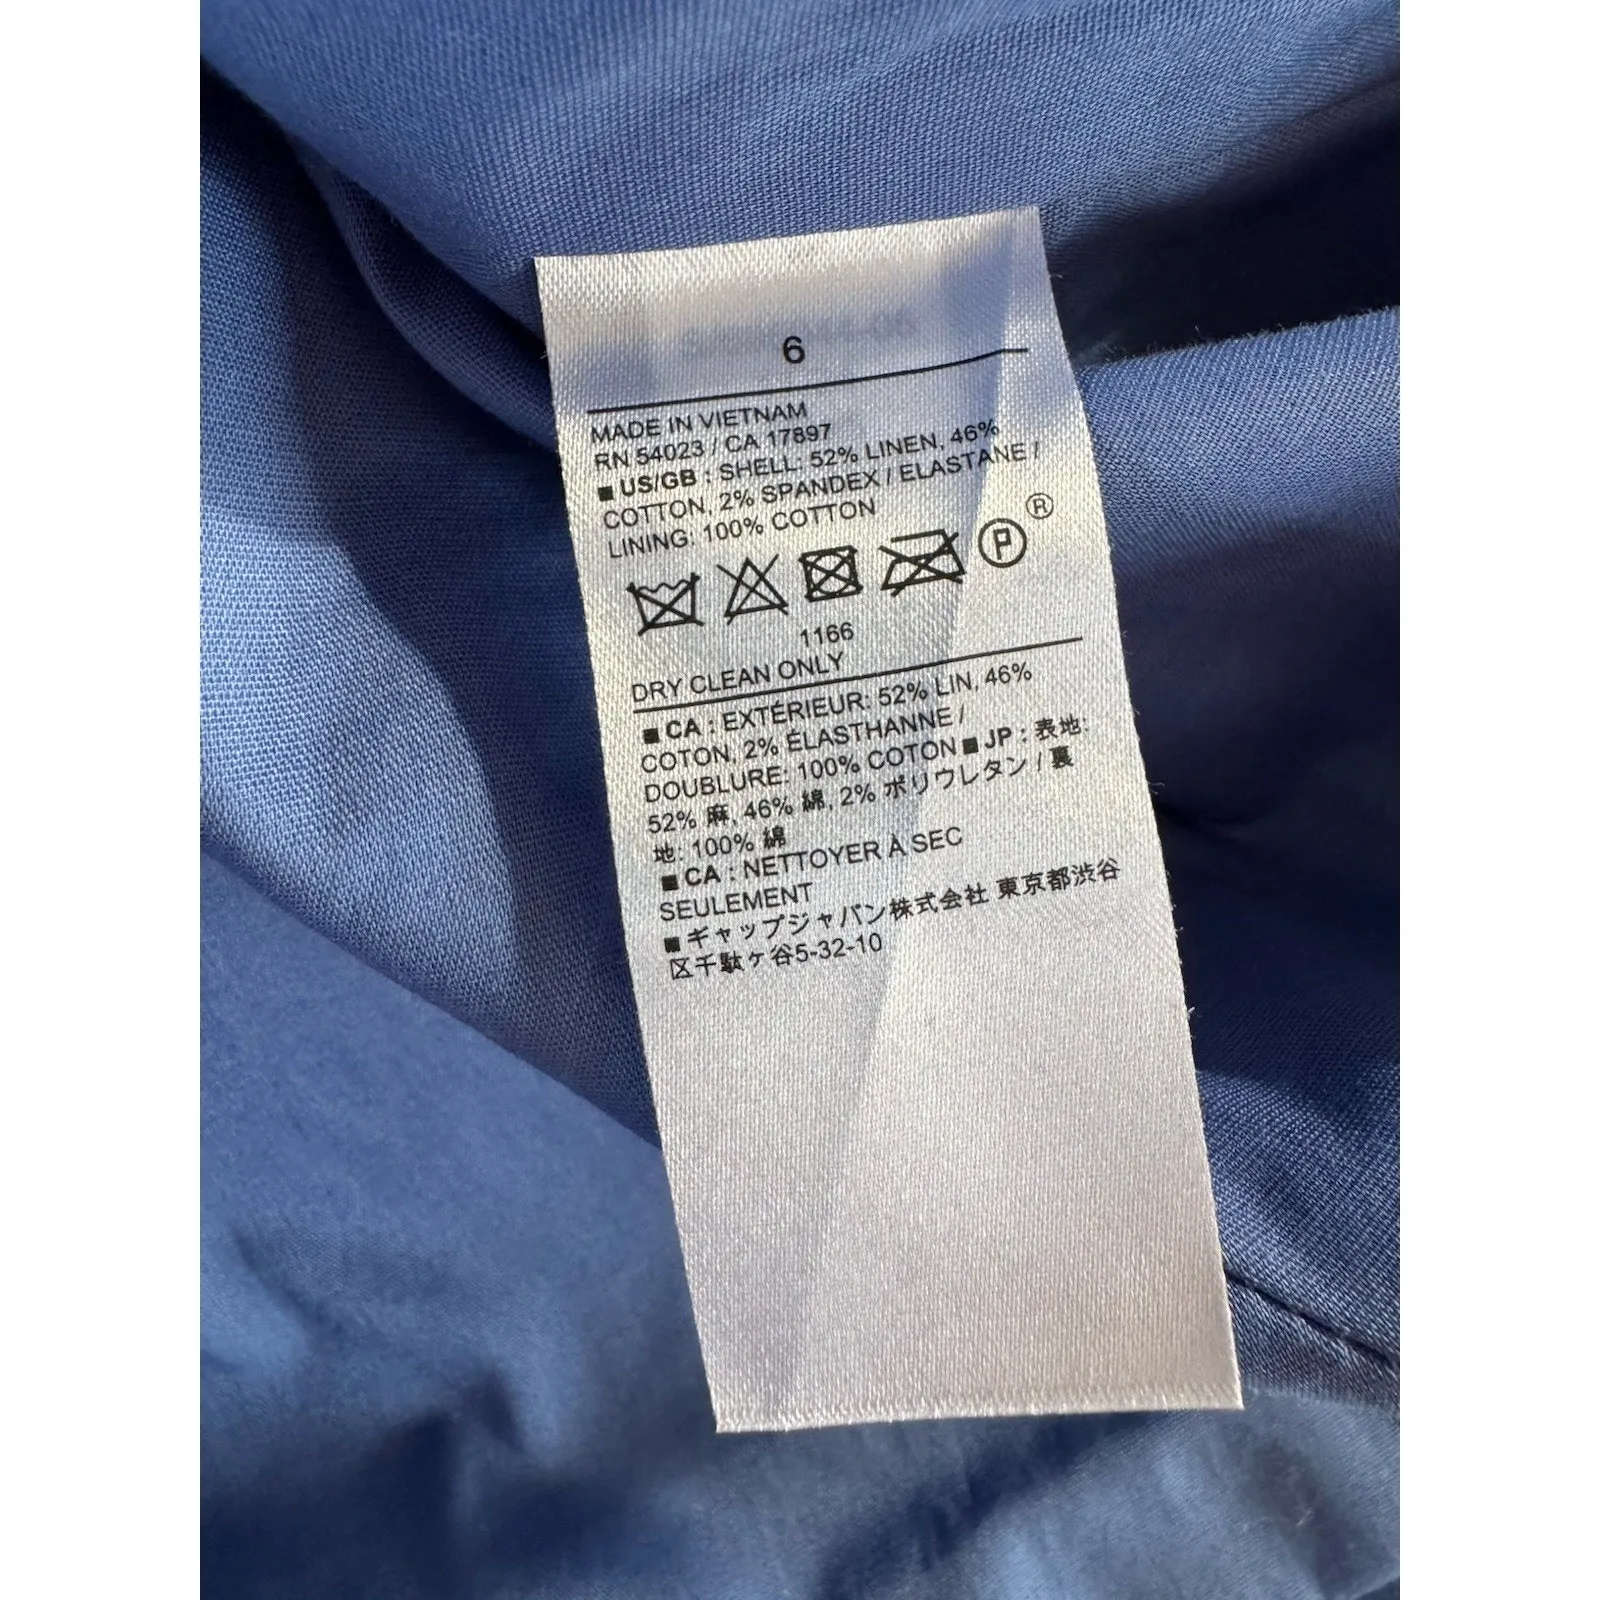 6
MADE IN VIETNAM
RN 54023 / CA 17897
■ US/GB : SHELL: 52% LINEN, 46%
COTTON, 2% SPANDEX / ELASTANE /
LINING: 100% COTTON
P ®
1166
DRY CLEAN ONLY
■ CA : EXTÉRIEUR: 52% LIN, 46%
COTON, 2% ÉLASTHANNE /
DOUBLURE: 100% COTON ■ JP : 表地:
52% 麻, 46% 綿, 2% ポリウレタン / 裏
地: 100% 綿
■ CA : NETTOYER À SEC
SEULEMENT
■ ギャップジャパン株式会社 東京都渋谷
区千駄ヶ谷5-32-10